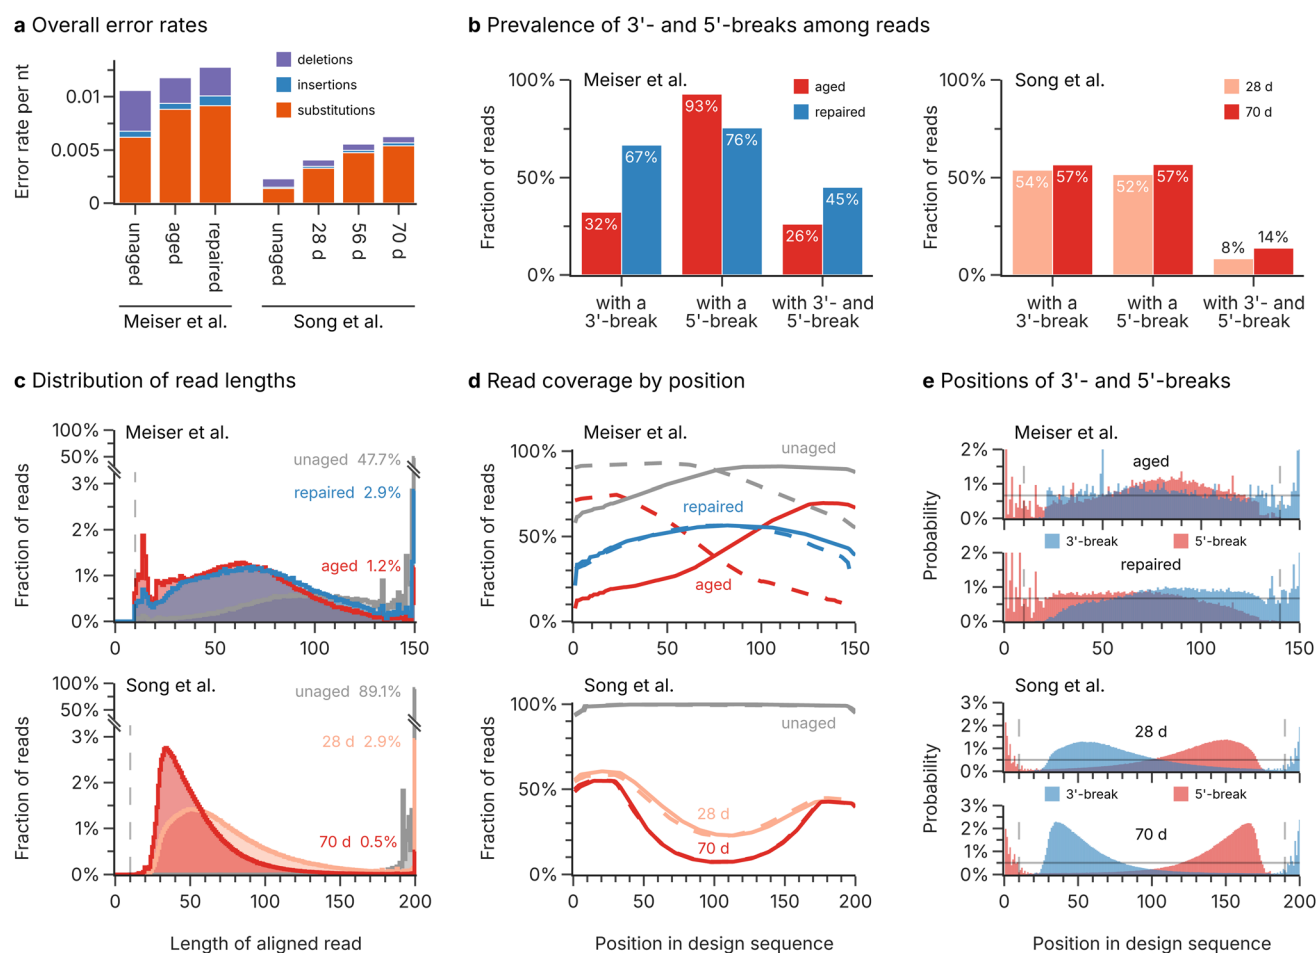 a Overall error rates
Error rate per nt
0.01
0.005
0
deletions
insertions
substitutions
unaged
aged
repaired
unaged
28 d
56 d
70 d
Meiser et al.
Song et al.
b Prevalence of 3'- and 5'-breaks among reads
Meiser et al.
Fraction of reads
100%
50%
0%
aged
repaired
32%
67%
93%
76%
26%
45%
with a
3'-break
with a
5'-break
with 3'- and
5'-break
Song et al.
Fraction of reads
100%
50%
0%
28 d
70 d
54%
57%
52%
57%
8%
14%
with a
3'-break
with a
5'-break
with 3'- and
5'-break
c Distribution of read lengths
Meiser et al.
Fraction of reads
100%
50%
3%
2%
1%
0%
unaged 47.7%
repaired 2.9%
aged 1.2%
0
50
100
150
Song et al.
Fraction of reads
100%
50%
3%
2%
1%
0%
unaged 89.1%
28 d 2.9%
70 d 0.5%
0
50
100
150
200
Length of aligned read
d Read coverage by position
Meiser et al.
Fraction of reads
100%
50%
0%
unaged
repaired
aged
0
50
100
150
Song et al.
Fraction of reads
100%
50%
0%
unaged
28 d
70 d
0
50
100
150
200
Position in design sequence
e Positions of 3'- and 5'-breaks
Meiser et al.
Probability
2%
1%
0%
aged
3'-break
5'-break
2%
1%
0%
repaired
0
50
100
150
Song et al.
Probability
3%
2%
1%
0%
28 d
3'-break
5'-break
3%
2%
1%
0%
70 d
0
50
100
150
200
Position in design sequence